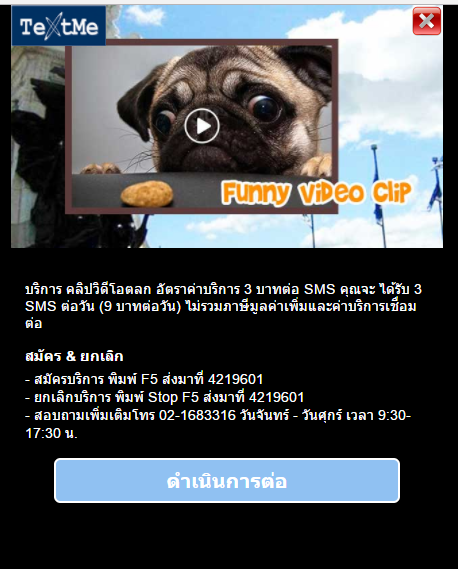 TextMe
Funny Video Clip
บริการ คลิปวิดีโอตลก อัตราค่าบริการ 3 บาทต่อ SMS คุณจะ ได้รับ 3
SMS ต่อวัน (9 บาทต่อวัน) ไม่รวมภาษีมูลค่าเพิ่มและค่าบริการเชื่อม
ต่อ
สมัคร & ยกเลิก
- สมัครบริการ พิมพ์ F5 ส่งมาที่ 4219601
- ยกเลิกบริการ พิมพ์ Stop F5 ส่งมาที่ 4219601
- สอบถามเพิ่มเติมโทร 02-1683316 วันจันทร์ - วันศุกร์ เวลา 9:30-
17:30 น.
ดำเนินการต่อ